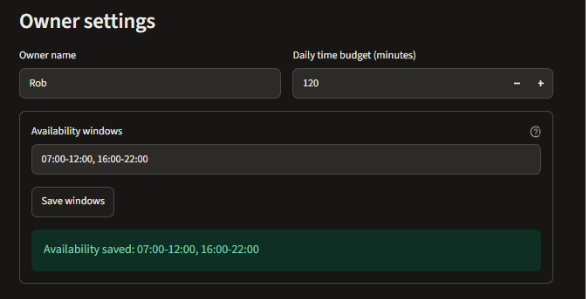 Owner settings
Owner name
Daily time budget (minutes)
Rob
120
− +
Availability windows
07:00-12:00, 16:00-22:00
Save windows
Availability saved: 07:00-12:00, 16:00-22:00